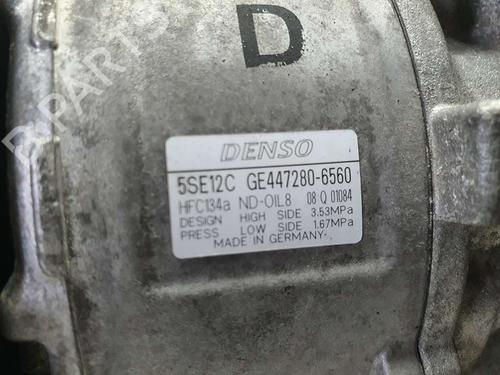 D
B-PARTS
DENSO
5SE12C GE447280-6560
HFC134a ND-OIL8 08 Q 01084
DESIGN HIGH SIDE 3.53MPa
PRESS LOW SIDE 1.67MPa
MADE IN GERMANY